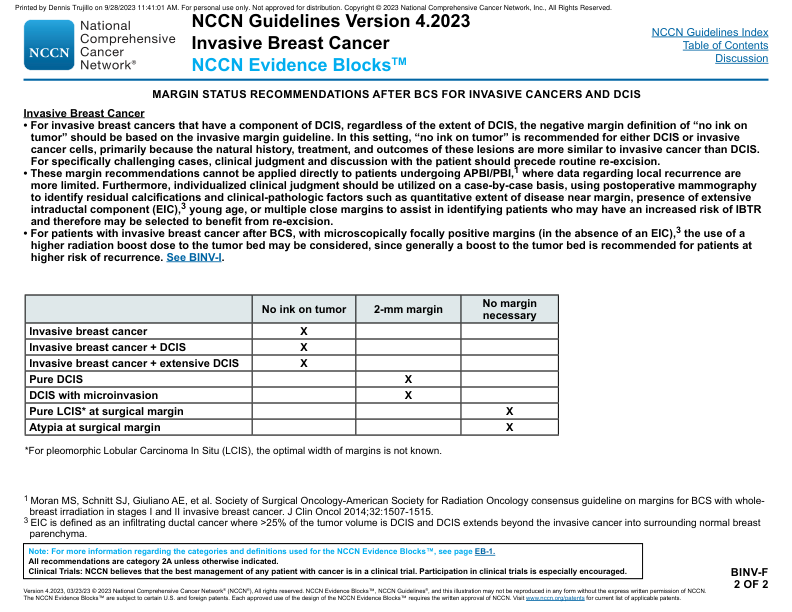 Printed by Dennis Trujillo on 9/28/2023 11:41:01 AM. For personal use only. Not approved for distribution. Copyright © 2023 National Comprehensive Cancer Network, Inc., All Rights Reserved.
NCCN
National
Comprehensive
Cancer
Network®
NCCN Guidelines Version 4.2023
Invasive Breast Cancer
NCCN Evidence Blocks™
NCCN Guidelines Index
Table of Contents
Discussion
MARGIN STATUS RECOMMENDATIONS AFTER BCS FOR INVASIVE CANCERS AND DCIS
Invasive Breast Cancer
• For invasive breast cancers that have a component of DCIS, regardless of the extent of DCIS, the negative margin definition of “no ink on
tumor” should be based on the invasive margin guideline. In this setting, “no ink on tumor” is recommended for either DCIS or invasive
cancer cells, primarily because the natural history, treatment, and outcomes of these lesions are more similar to invasive cancer than DCIS.
For specifically challenging cases, clinical judgment and discussion with the patient should precede routine re-excision.
• These margin recommendations cannot be applied directly to patients undergoing APBI/PBI,1 where data regarding local recurrence are
more limited. Furthermore, individualized clinical judgment should be utilized on a case-by-case basis, using postoperative mammography
to identify residual calcifications and clinical-pathologic factors such as quantitative extent of disease near margin, presence of extensive
intraductal component (EIC),3 young age, or multiple close margins to assist in identifying patients who may have an increased risk of IBTR
and therefore may be selected to benefit from re-excision.
• For patients with invasive breast cancer after BCS, with microscopically focally positive margins (in the absence of an EIC),3 the use of a
higher radiation boost dose to the tumor bed may be considered, since generally a boost to the tumor bed is recommended for patients at
higher risk of recurrence. See BINV-I.
No ink on tumor 2-mm margin No margin
necessary
Invasive breast cancer X
Invasive breast cancer + DCIS X
Invasive breast cancer + extensive DCIS X
Pure DCIS X
DCIS with microinvasion X
Pure LCIS* at surgical margin X
Atypia at surgical margin X
*For pleomorphic Lobular Carcinoma In Situ (LCIS), the optimal width of margins is not known.
1 Moran MS, Schnitt SJ, Giuliano AE, et al. Society of Surgical Oncology-American Society for Radiation Oncology consensus guideline on margins for BCS with whole-
breast irradiation in stages I and II invasive breast cancer. J Clin Oncol 2014;32:1507-1515.
3 EIC is defined as an infiltrating ductal cancer where >25% of the tumor volume is DCIS and DCIS extends beyond the invasive cancer into surrounding normal breast
parenchyma.
Note: For more information regarding the categories and definitions used for the NCCN Evidence Blocks™, see page EB-1.
All recommendations are category 2A unless otherwise indicated.
Clinical Trials: NCCN believes that the best management of any patient with cancer is in a clinical trial. Participation in clinical trials is especially encouraged.
BINV-F
2 OF 2
Version 4.2023, 03/23/23 © 2023 National Comprehensive Cancer Network® (NCCN®), All rights reserved. NCCN Evidence Blocks™, NCCN Guidelines®, and this illustration may not be reproduced in any form without the express written permission of NCCN.
The NCCN Evidence Blocks™ are subject to certain U.S. and foreign patents. Each approved use of the design of the NCCN Evidence Blocks™ requires the written approval of NCCN. Visit www.nccn.org/patents for current list of applicable patents.